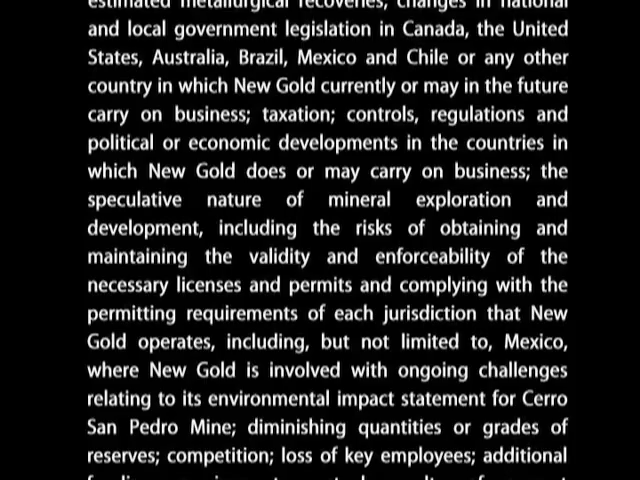 estimated metallurgical recoveries; changes in national
and local government legislation in Canada, the United
States, Australia, Brazil, Mexico and Chile or any other
country in which New Gold currently or may in the future
carry on business; taxation; controls, regulations and
political or economic developments in the countries in
which New Gold does or may carry on business; the
speculative nature of mineral exploration and
development, including the risks of obtaining and
maintaining the validity and enforceability of the
necessary licenses and permits and complying with the
permitting requirements of each jurisdiction that New
Gold operates, including, but not limited to, Mexico,
where New Gold is involved with ongoing challenges
relating to its environmental impact statement for Cerro
San Pedro Mine; diminishing quantities or grades of
reserves; competition; loss of key employees; additional